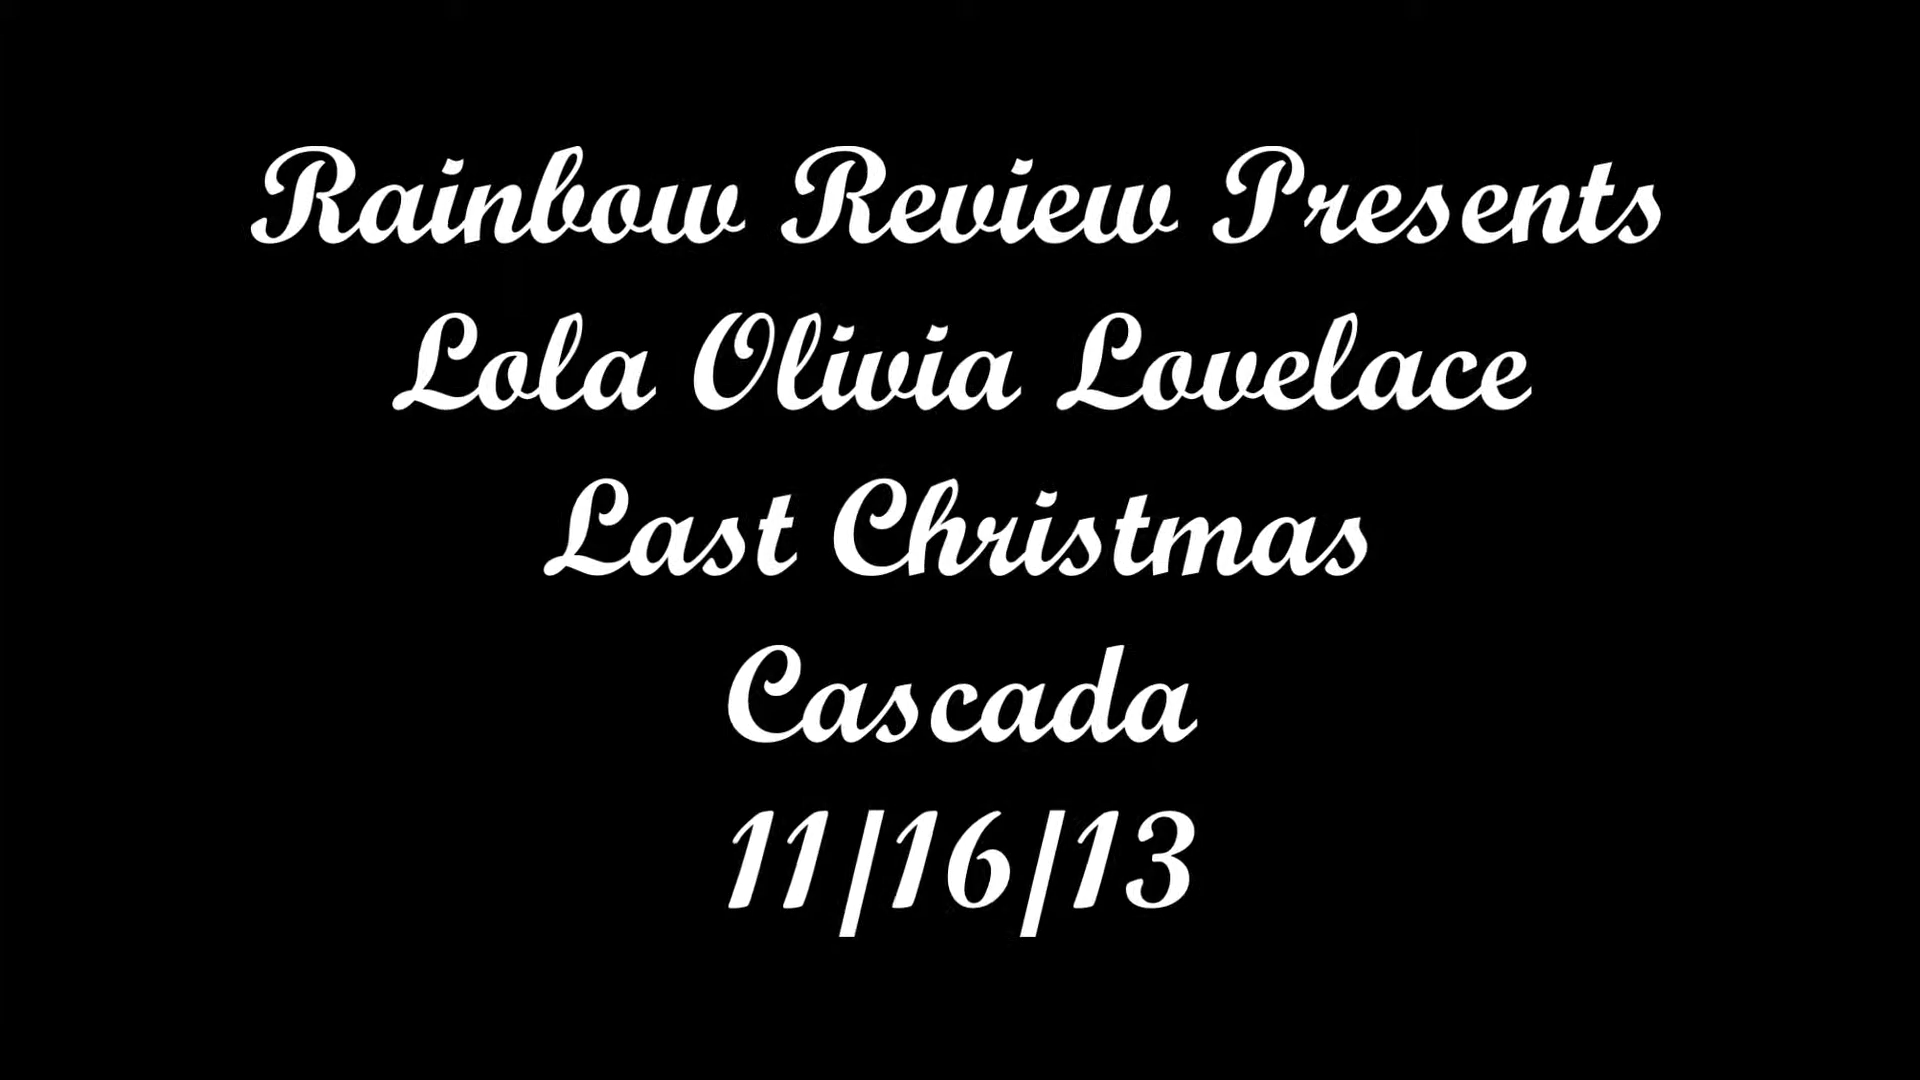 Rainbow Review Presents
Lola Olivia Lovelace
Last Christmas
Cascada
11/16/13